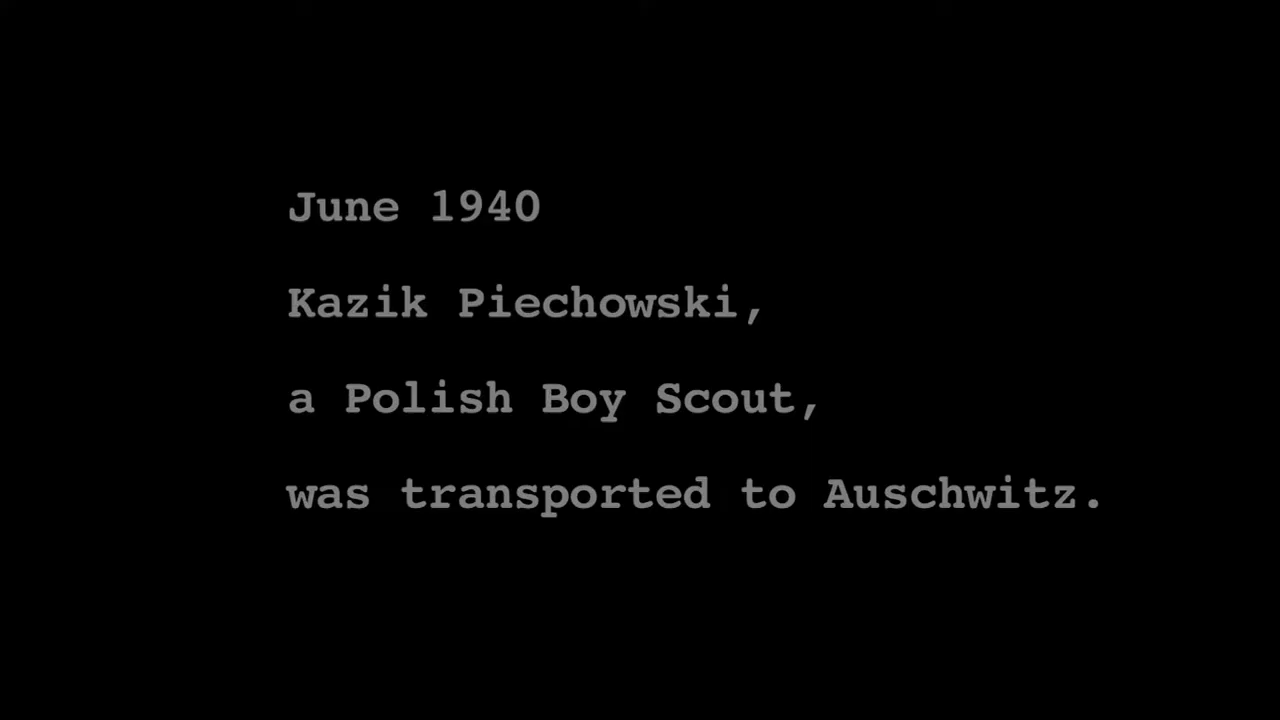 June 1940
Kazik Piechowski,
a Polish Boy Scout,
was transported to Auschwitz.